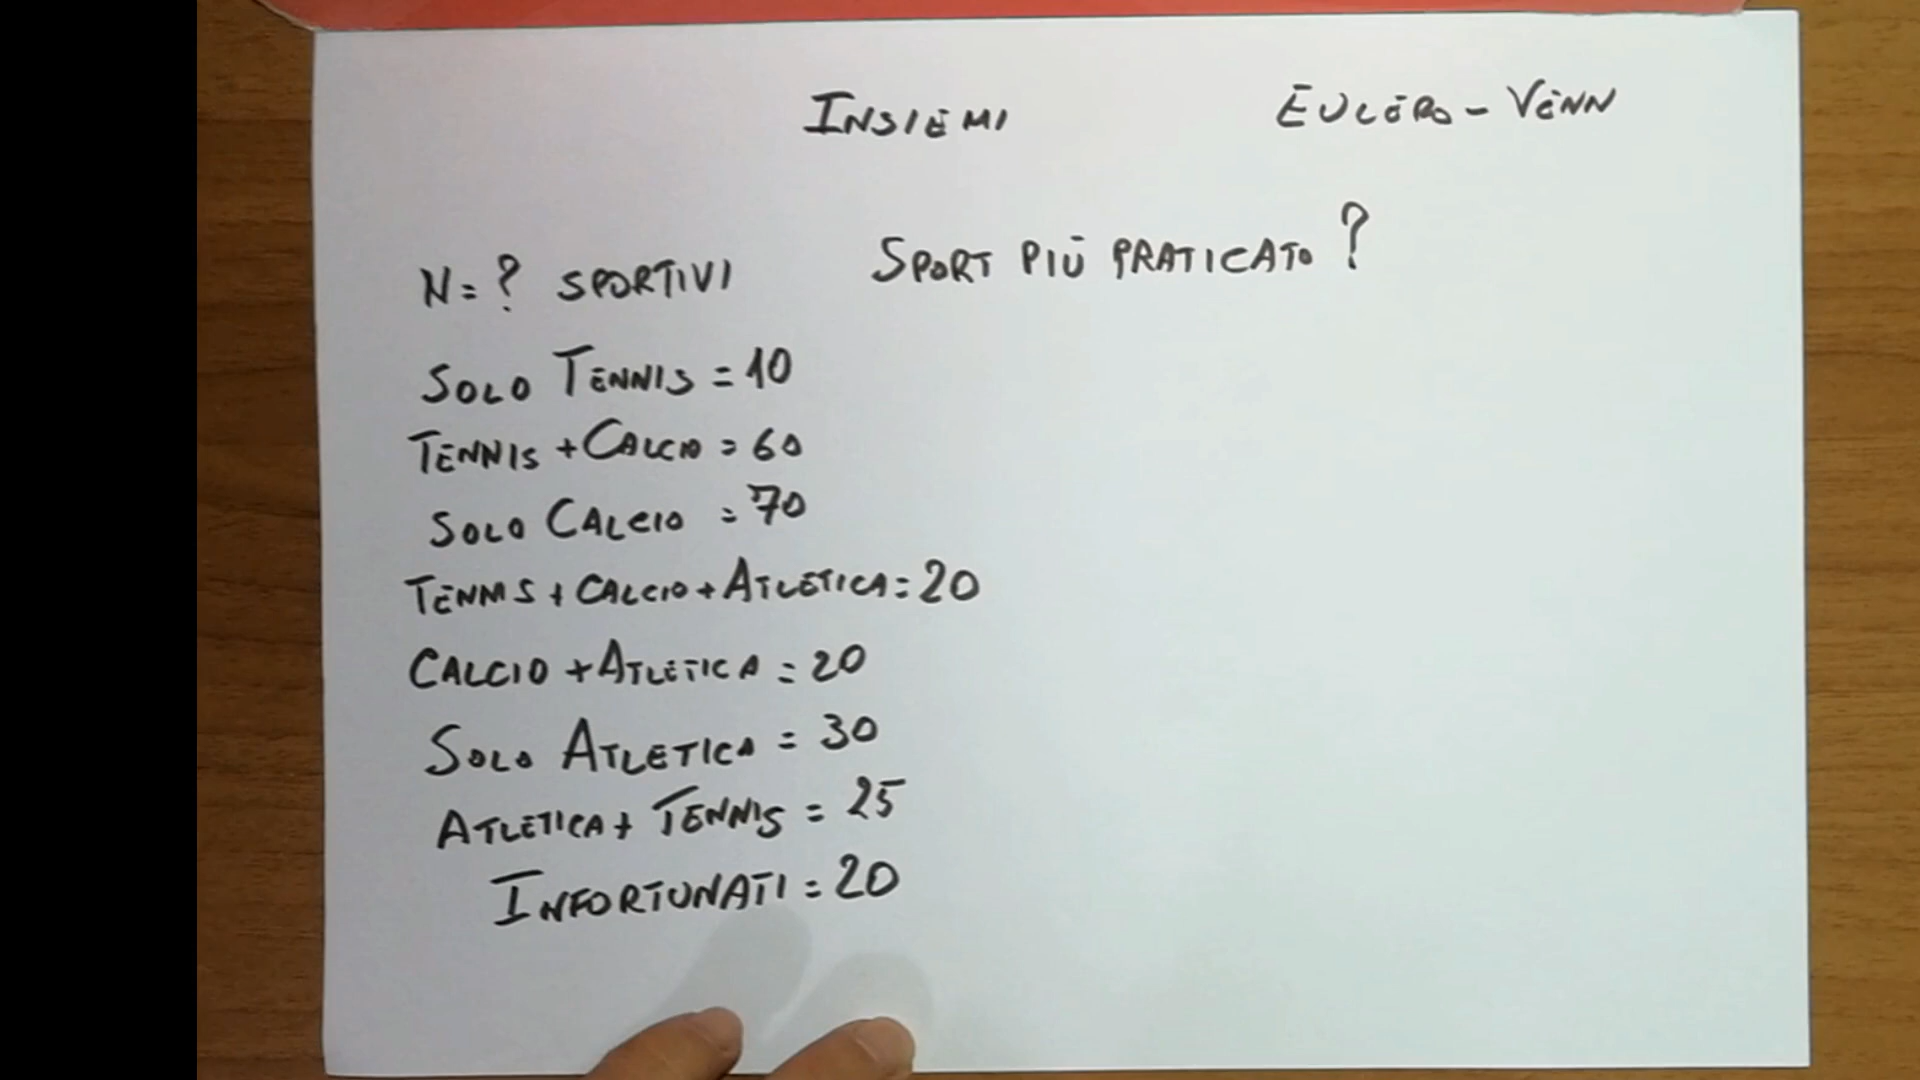 INSIEMI
EULERO - VENN
N = ? SPORTIVI
SPORT PIÙ PRATICATO ?
SOLO TENNIS = 10
TENNIS + CALCIO = 60
SOLO CALCIO = 70
TENNIS + CALCIO + ATLETICA = 20
CALCIO + ATLETICA = 20
SOLO ATLETICA = 30
ATLETICA + TENNIS = 25
INFORTUNATI = 20